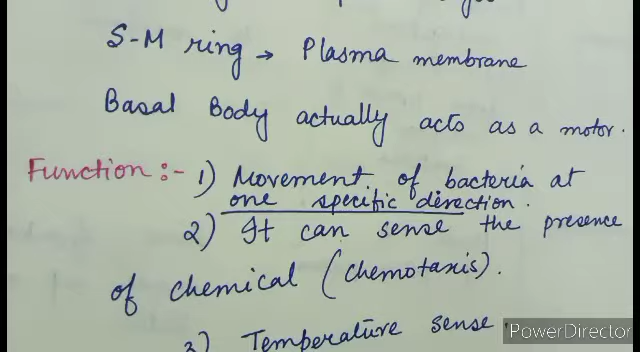 S-M ring → Plasma membrane
Basal Body actually acts as a motor.
Function :- 1) Movement of bacteria at
one specific direction.
2) It can sense the presence
of chemical (chemotaxis).
3) Temperature sense
PowerDirector